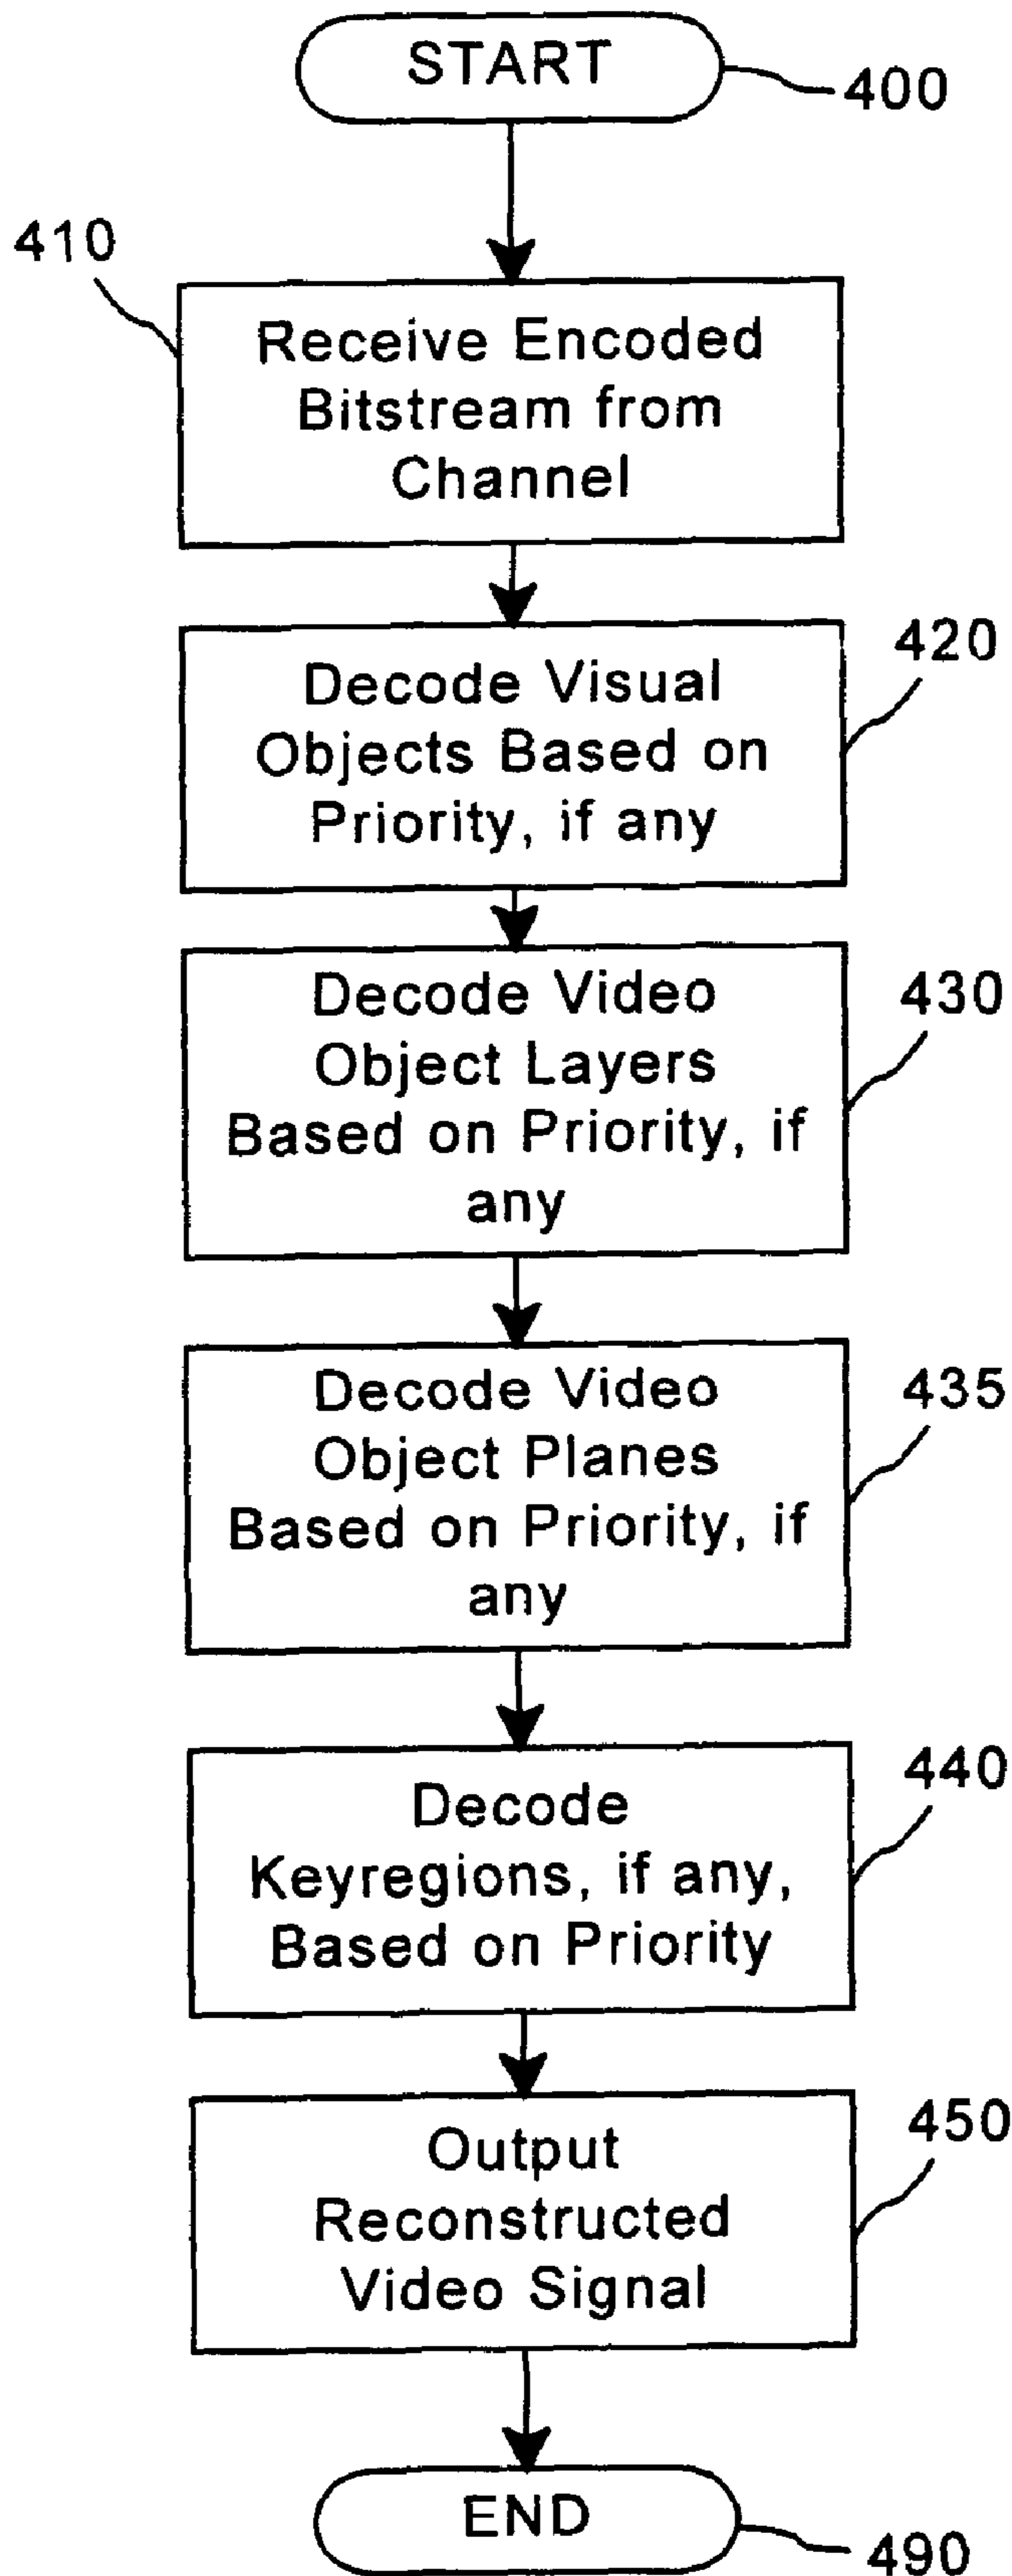 START
400
410
Receive Encoded
Bitstream from
Channel
420
Decode Visual
Objects Based on
Priority, if any
430
Decode Video
Object Layers
Based on Priority, if
any
435
Decode Video
Object Planes
Based on Priority, if
any
440
Decode
Keyregions, if any,
Based on Priority
450
Output
Reconstructed
Video Signal
END
490